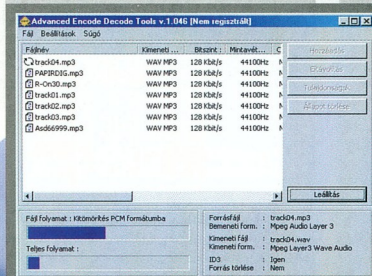 Advanced Encode Decode Tools v.1.046 [Nem regisztrált]
Fájl Beállítások Súgó
Fájlnév Kimeneti ... Bitszint : Mintavét... C
track04.mp3 WAV MP3 128 Kbit/s 44100Hz
PAPIRDIG.mp3 WAV MP3 128 Kbit/s 44100Hz
R-On30.mp3 WAV MP3 128 Kbit/s 44100Hz
track01.mp3 WAV MP3 128 Kbit/s 44100Hz
track02.mp3 WAV MP3 128 Kbit/s 44100Hz
track03.mp3 WAV MP3 128 Kbit/s 44100Hz
Asd66999.mp3 WAV MP3 128 Kbit/s 44100Hz
Hozzáadás
Eltávolítás
Tulajdonságok
Állapot törlése
Leállítás
Fájl folyamat : Kitömörítés PCM formátumba
Teljes folyamat :
Forrásfájl : track04.mp3
Bemeneti form. : Mpeg Audio Layer 3
Kimeneti fájl : track04.wav
Kimeneti form. : Mpeg Layer3 Wave Audio
ID3 : Igen
Forrás törlése : Nem